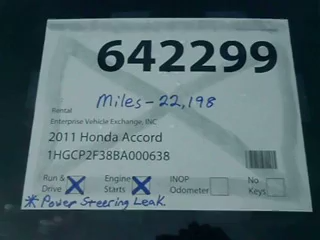 642299
Miles - 22,198
Rental
Enterprise Vehicle Exchange, INC
2011 Honda Accord
1HGCP2F38BA000638
Run & Drive Engine Starts INOP Odometer No Keys
* Power Steering Leak